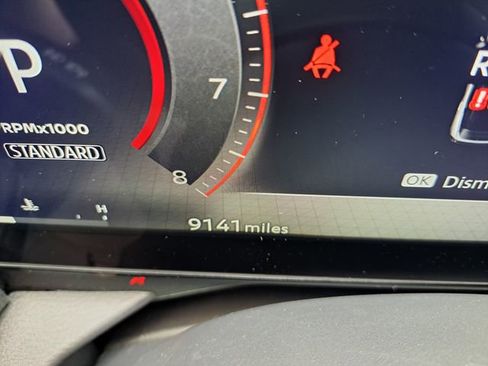 P
7
R
RPMx1000
STANDARD
8
OK Dism
H
9141 miles